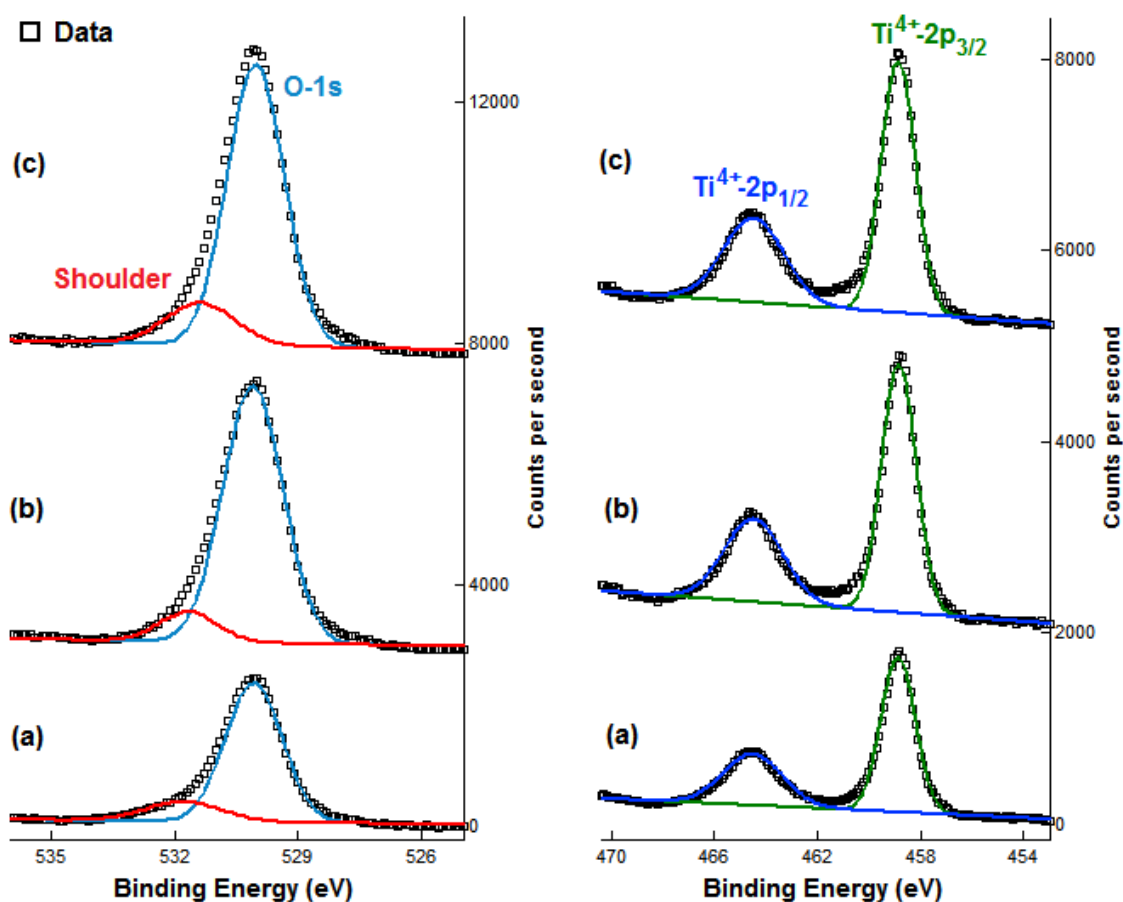 □ Data
O-1s
(c)
Shoulder
(b)
(a)
12000
8000
4000
0
Counts per second
535 532 529 526
Binding Energy (eV)
Ti4+-2p3/2
(c)
Ti4+-2p1/2
(b)
(a)
8000
6000
4000
2000
0
Counts per second
470 466 462 458 454
Binding Energy (eV)